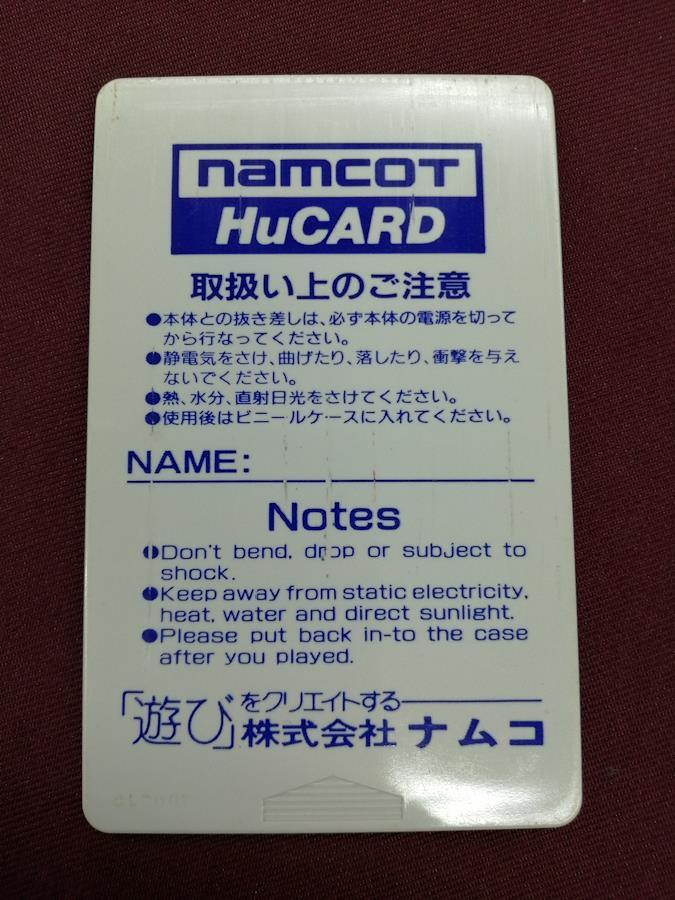 namcot
HuCARD
取扱い上のご注意
●本体との抜き差しは、必ず本体の電源を切って
から行なってください。
●静電気をさけ、曲げたり、落したり、衝撃を与え
ないでください。
●熱、水分、直射日光をさけてください。
●使用後はビニールケースに入れてください。
NAME:
Notes
●Don't bend, drop or subject to
shock.
●Keep away from static electricity,
heat, water and direct sunlight.
●Please put back in-to the case
after you played.
「遊び」をクリエイトする
株式会社ナムコ